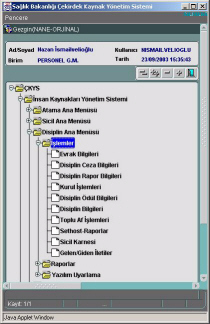 Sağlık Bakanlığı Çekirdek Kaynak Yönetim Sistemi
Pencere
Gezgin(NANE-ORJINAL)
Ad/Soyad Nazan İsmailvelioğlu Kullanıcı NISMAILVELIOGLU
Birim PERSONEL G.M. Tarih 23/09/2003 15:35:43
ÇKYS
İnsan Kaynakları Yönetim Sistemi
Atama Ana Menüsü
Sicil Ana Menüsü
Disiplin Ana Menüsü
İşlemler
Evrak Bilgileri
Disiplin Ceza Bilgileri
Disiplin Rapor Bilgileri
Kurul İşlemleri
Disiplin Ödül Bilgileri
Disiplin Bilgileri
Toplu Af İşlemleri
Sethost-Raporlar
Sicil Karnesi
Gelen/Giden İletiler
Raporlar
Yazılım Uyarlama
Kayıt: 1/1 ...
Java Applet Window